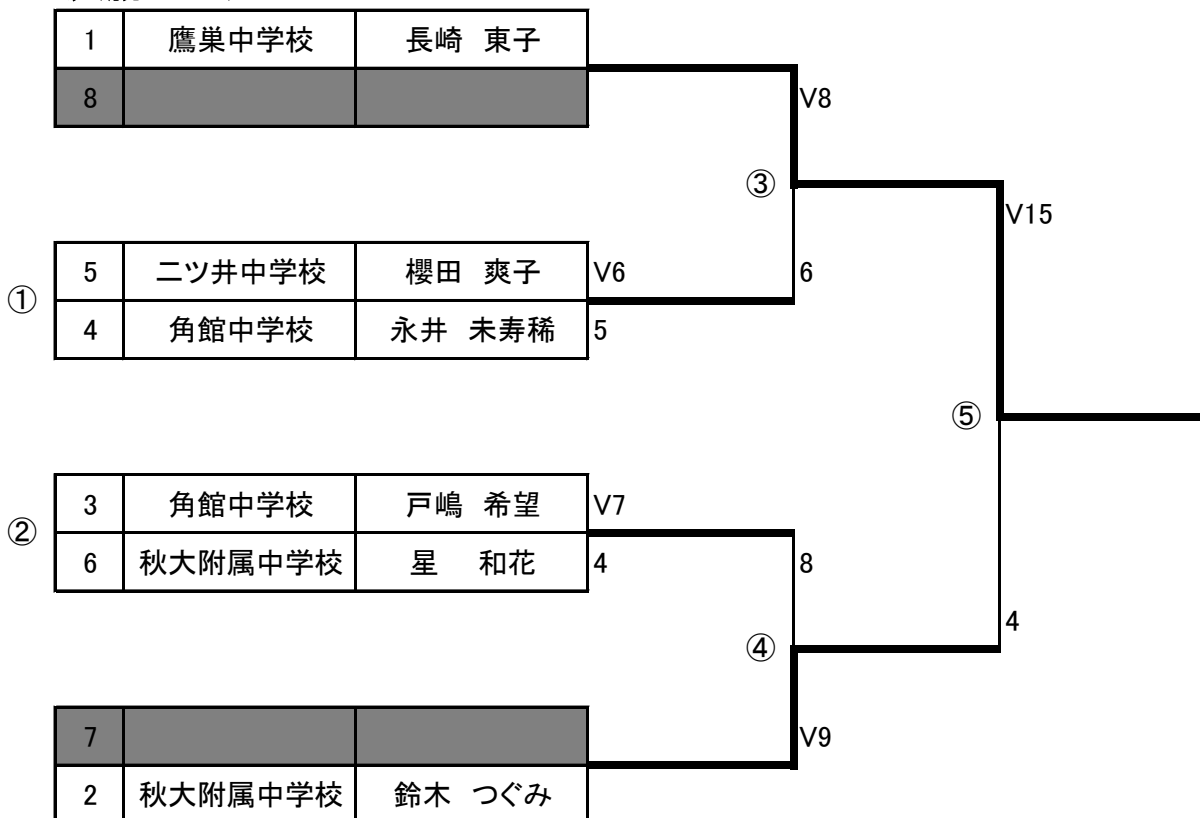 1 鷹巣中学校 長崎 東子
8
V8
③
V15
5 二ツ井中学校 櫻田 爽子 V6
6
①
4 角館中学校 永井 未寿稀 5
⑤
3 角館中学校 戸嶋 希望 V7
②
6 秋大附属中学校 星 和花 4
8
4
④
7
V9
2 秋大附属中学校 鈴木 つぐみ